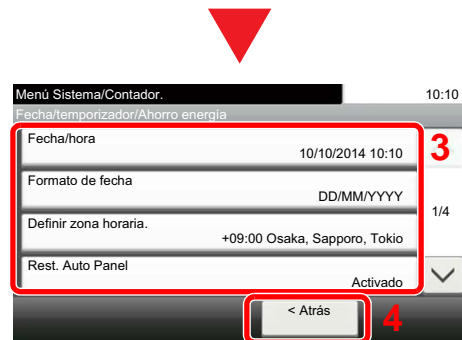 Menú Sistema/Contador.
10:10
Fecha/temporizador/Ahorro energía
Fecha/hora
10/10/2014 10:10
3
Formato de fecha
DD/MM/YYYY
1/4
Definir zona horaria.
+09:00 Osaka, Sapporo, Tokio
Rest. Auto Panel
Activado
< Atrás
4